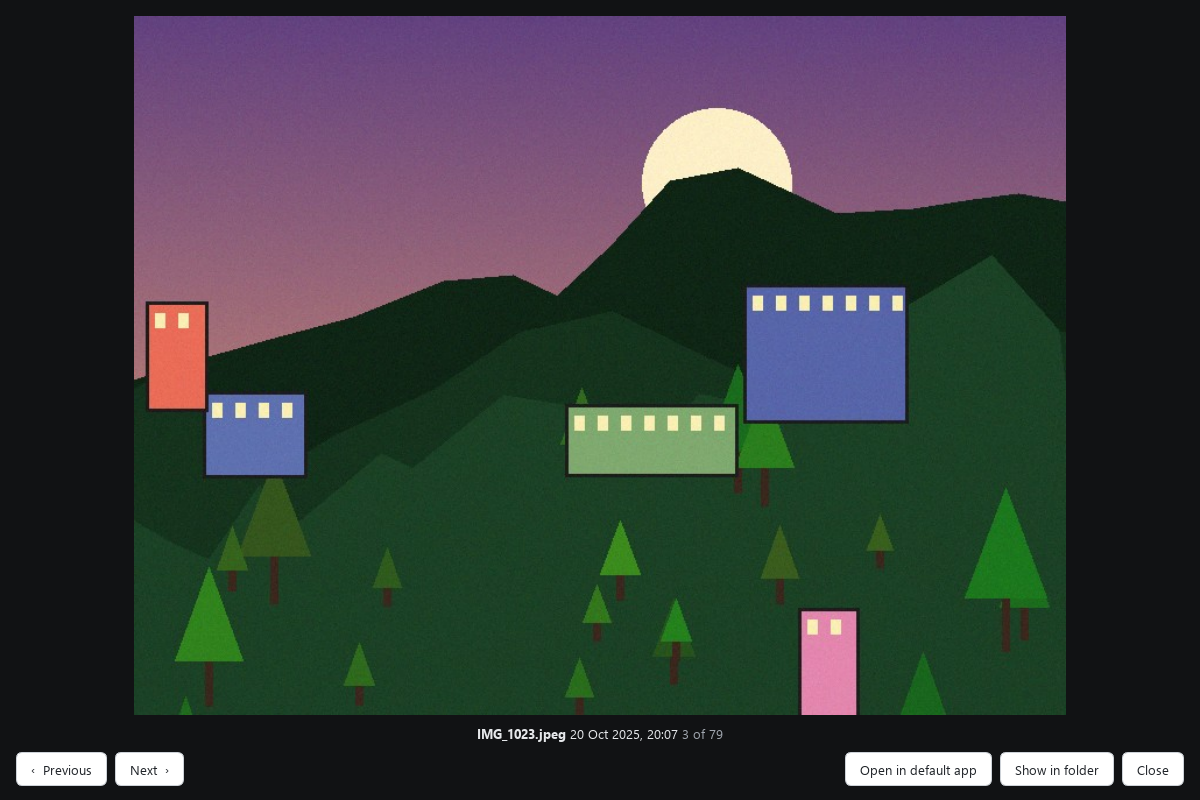 IMG_1023.jpeg 20 Oct 2025, 20:07 3 of 79
‹ Previous Next › Open in default app Show in folder Close